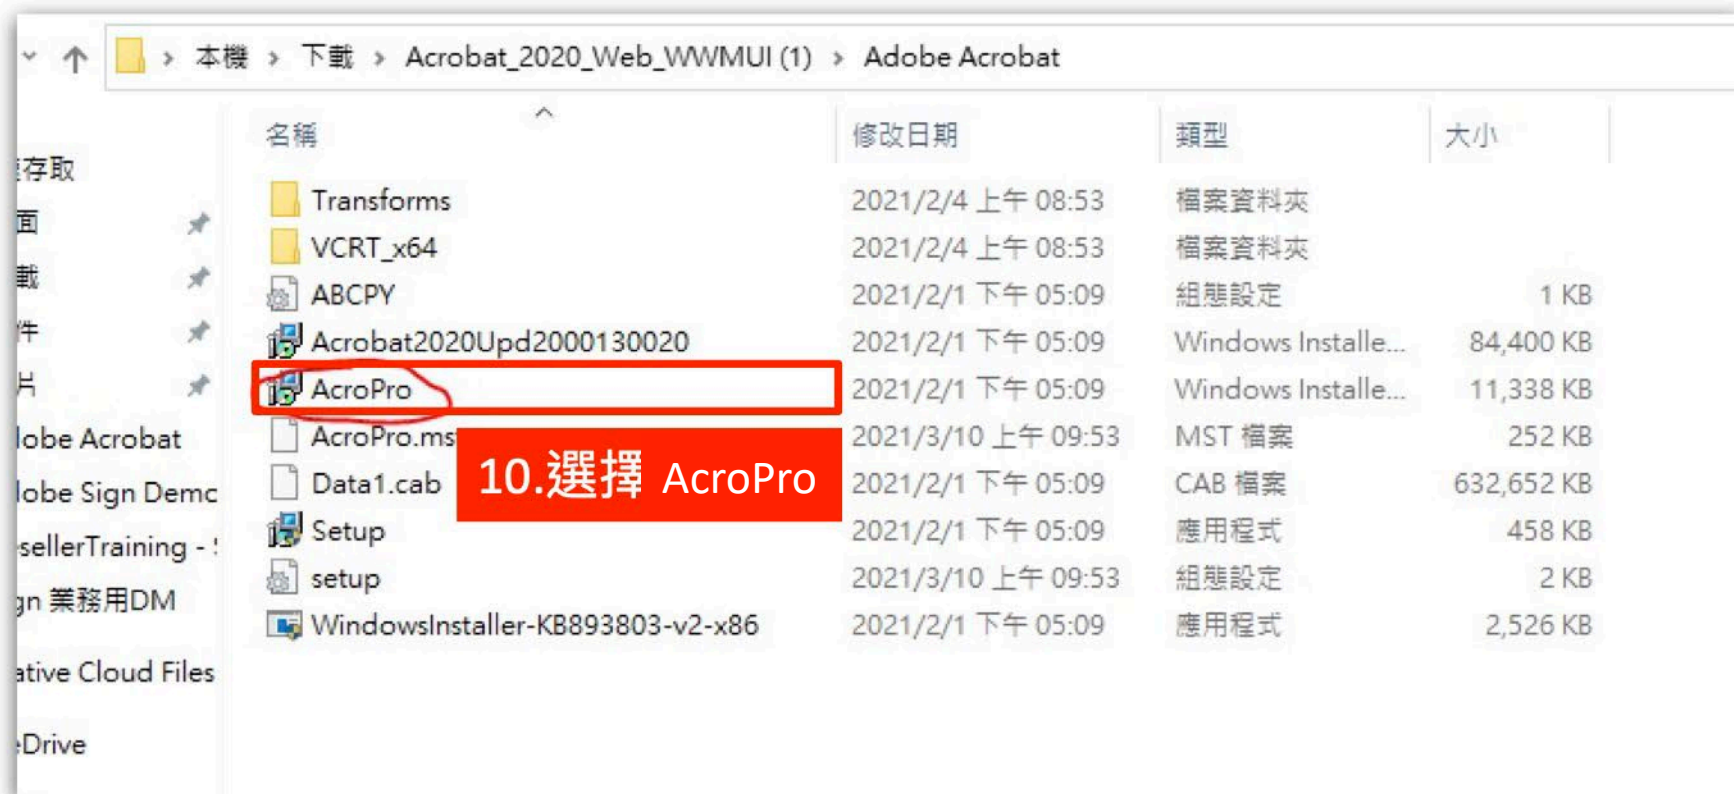 本機 > 下載 > Acrobat_2020_Web_WWMUI (1) > Adobe Acrobat
名稱 修改日期 類型 大小
存取
Transforms 2021/2/4 上午 08:53 檔案資料夾
面
VCRT_x64 2021/2/4 上午 08:53 檔案資料夾
載
ABCPY 2021/2/1 下午 05:09 組態設定 1 KB
件
Acrobat2020Upd2000130020 2021/2/1 下午 05:09 Windows Installe... 84,400 KB
片
AcroPro 2021/2/1 下午 05:09 Windows Installe... 11,338 KB
lobe Acrobat
AcroPro.ms 2021/3/10 上午 09:53 MST 檔案 252 KB
10.選擇 AcroPro
lobe Sign Demc
Data1.cab 2021/2/1 下午 05:09 CAB 檔案 632,652 KB
Setup 2021/2/1 下午 05:09 應用程式 458 KB
sellerTraining -
setup 2021/3/10 上午 09:53 組態設定 2 KB
gn 業務用DM
WindowsInstaller-KB893803-v2-x86 2021/2/1 下午 05:09 應用程式 2,526 KB
ative Cloud Files
eDrive